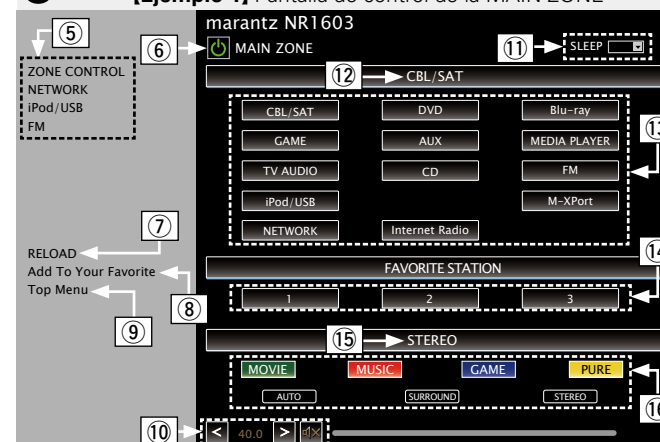 [Ejemplo 1] Pantalla de control de la MAIN ZONE
⑤
marantz NR1603
⑥ MAIN ZONE ⑪ SLEEP
ZONE CONTROL
NETWORK
iPod/USB
FM
⑫ CBL/SAT
CBL/SAT DVD Blu-ray
GAME AUX MEDIA PLAYER
⑬
TV AUDIO CD FM
iPod/USB M-XPort
NETWORK Internet Radio
⑦
RELOAD
Add To Your Favorite
Top Menu
⑧
⑨
FAVORITE STATION
⑭
1 2 3
⑮ STEREO
MOVIE MUSIC GAME PURE
AUTO SURROUND STEREO
⑯
⑩ < 40.0 >